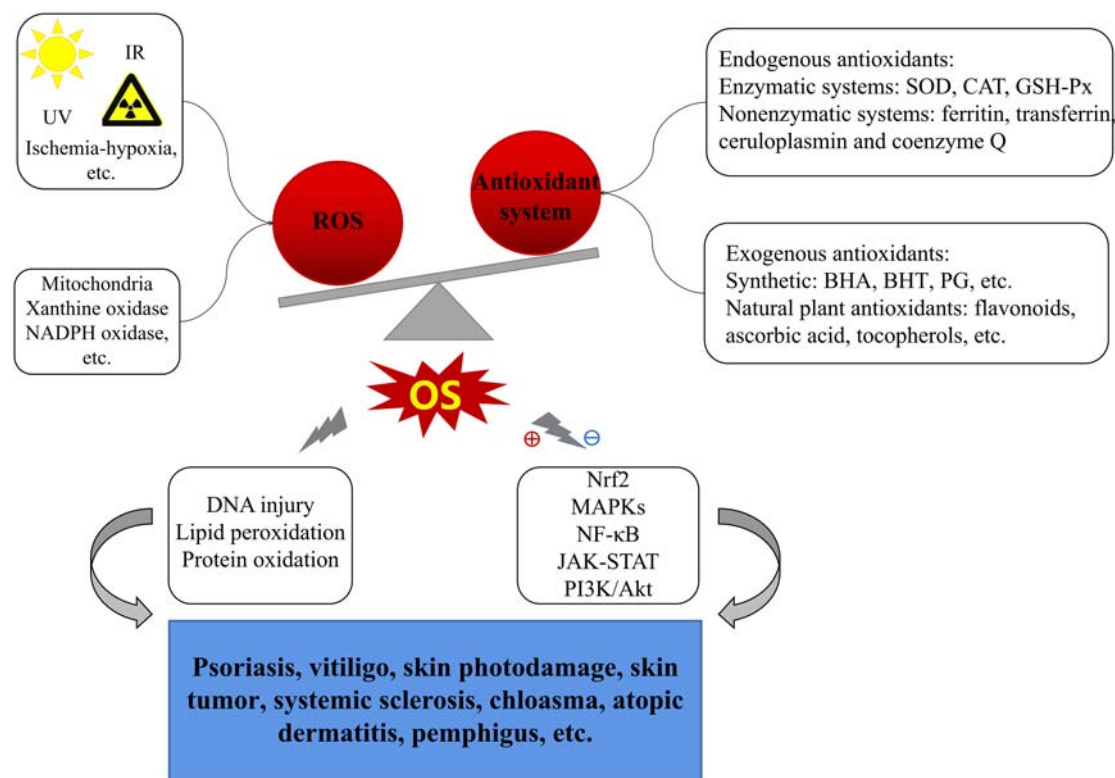 IR
UV
Ischemia-hypoxia,
etc.
Mitochondria
Xanthine oxidase
NADPH oxidase,
etc.
ROS
Antioxidant
system
Endogenous antioxidants:
Enzymatic systems: SOD, CAT, GSH-Px
Nonenzymatic systems: ferritin, transferrin,
ceruloplasmin and coenzyme Q
Exogenous antioxidants:
Synthetic: BHA, BHT, PG, etc.
Natural plant antioxidants: flavonoids,
ascorbic acid, tocopherols, etc.
OS
⊕ ⊖
DNA injury
Lipid peroxidation
Protein oxidation
Nrf2
MAPKs
NF-κB
JAK-STAT
PI3K/Akt
Psoriasis, vitiligo, skin photodamage, skin
tumor, systemic sclerosis, chloasma, atopic
dermatitis, pemphigus, etc.